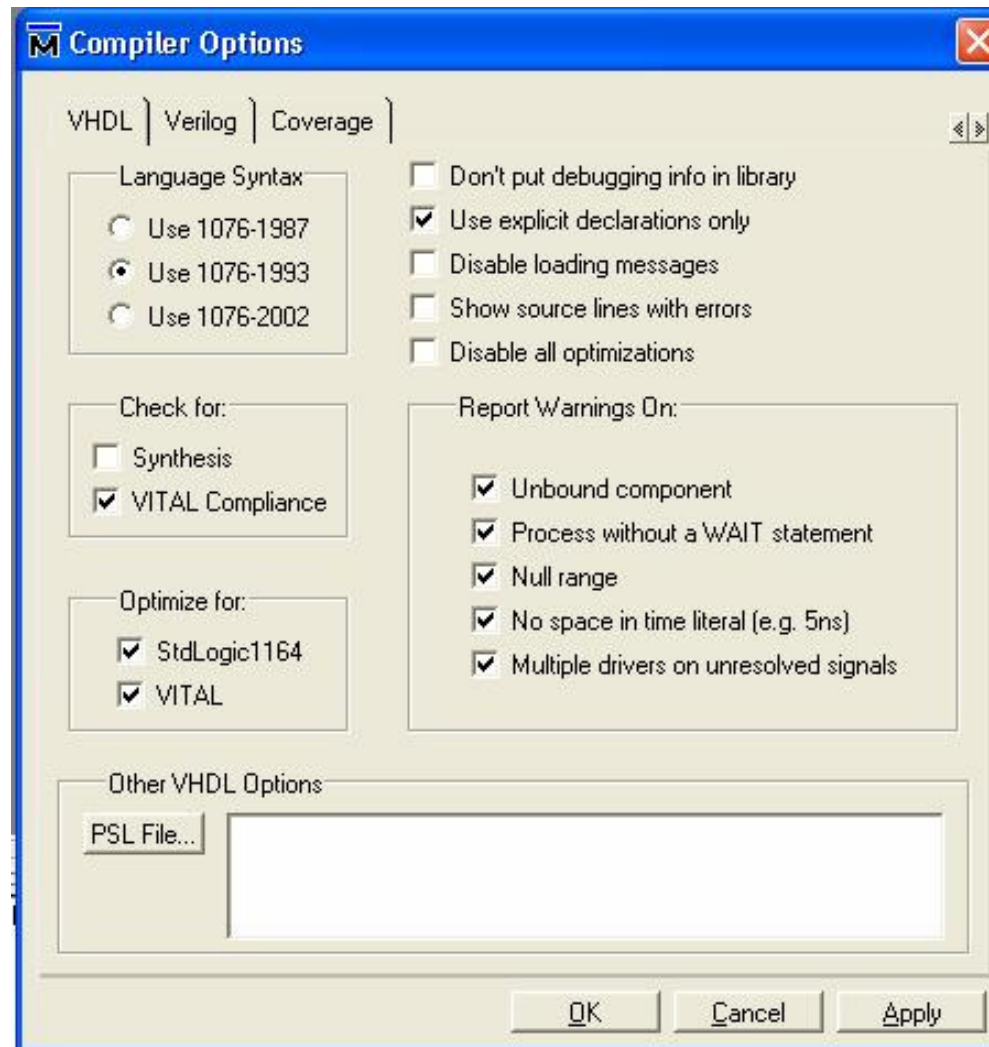 M Compiler Options
VHDL
Verilog
Coverage
Language Syntax
Use 1076-1987
Use 1076-1993
Use 1076-2002
Don't put debugging info in library
Use explicit declarations only
Disable loading messages
Show source lines with errors
Disable all optimizations
Check for:
Synthesis
VITAL Compliance
Optimize for:
StdLogic1164
VITAL
Report Warnings On:
Unbound component
Process without a WAIT statement
Null range
No space in time literal (e.g. 5ns)
Multiple drivers on unresolved signals
Other VHDL Options
PSL File...
OK
Cancel
Apply